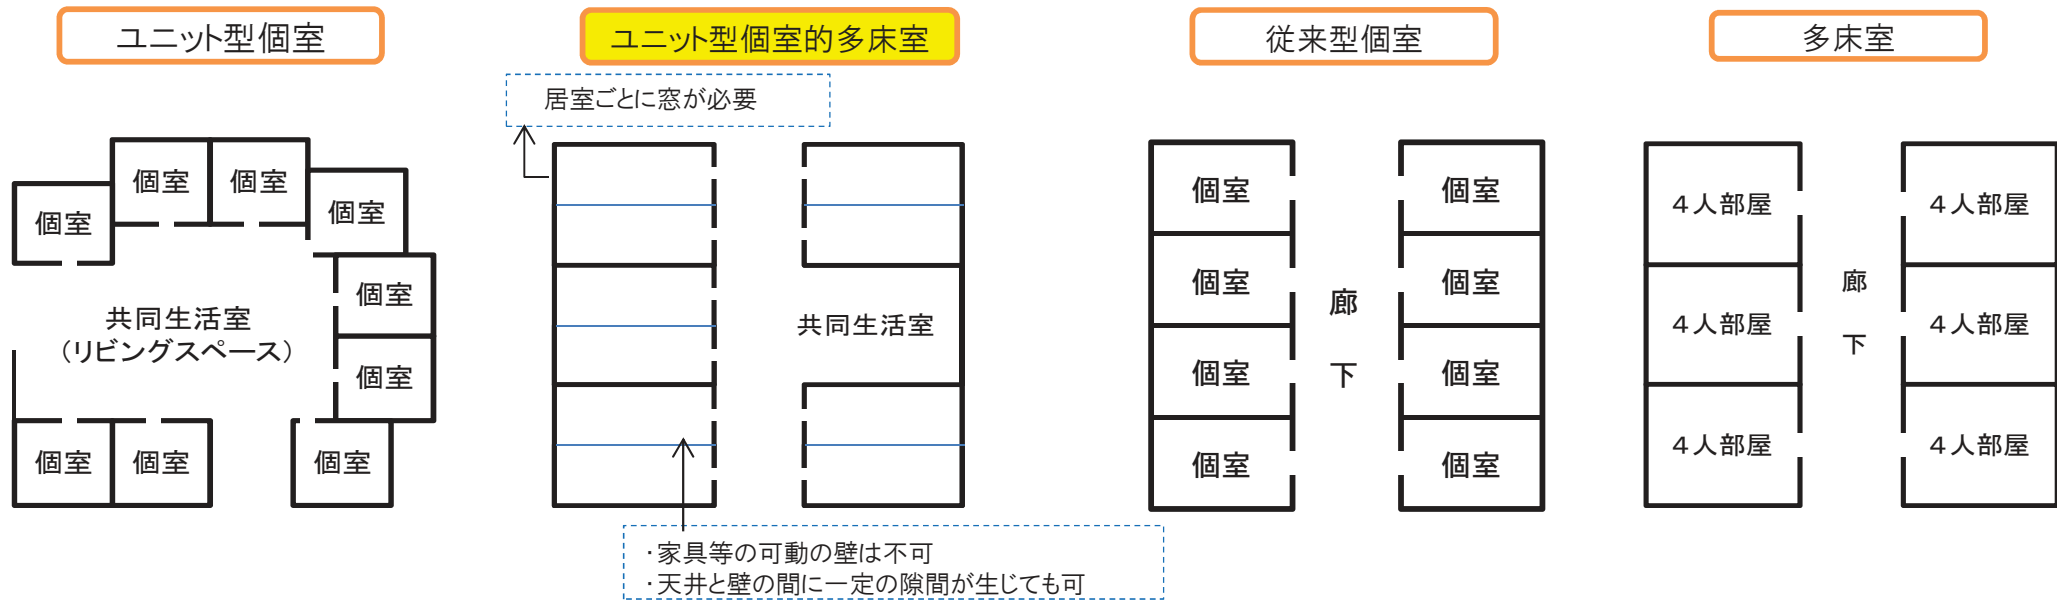 ユニット型個室
個室
個室
個室
個室
個室
個室
共同生活室
（リビングスペース）
個室
個室
個室
ユニット型個室的多床室
居室ごとに窓が必要
共同生活室
・家具等の可動の壁は不可
・天井と壁の間に一定の隙間が生じても可
従来型個室
個室
個室
個室
個室
廊
下
個室
個室
個室
個室
多床室
４人部屋
４人部屋
４人部屋
廊
下
４人部屋
４人部屋
４人部屋